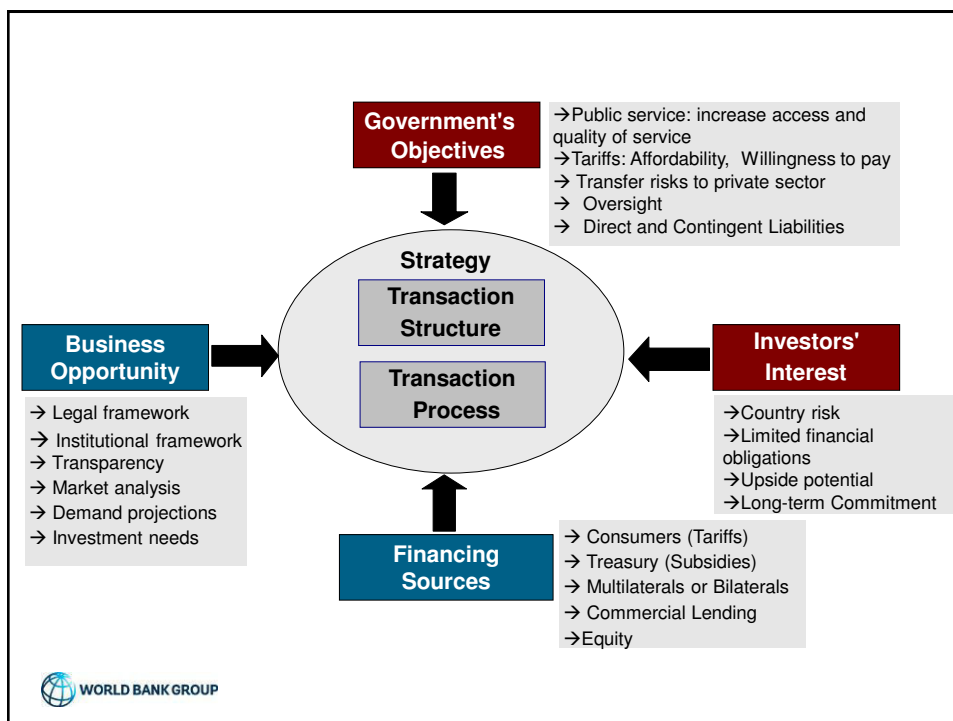 Government's
Objectives
→Public service: increase access and
quality of service
→Tariffs: Affordability, Willingness to pay
→ Transfer risks to private sector
→ Oversight
→ Direct and Contingent Liabilities
Strategy
Transaction
Structure
Transaction
Process
Business
Opportunity
→ Legal framework
→ Institutional framework
→ Transparency
→ Market analysis
→ Demand projections
→ Investment needs
Investors'
Interest
→Country risk
→Limited financial
obligations
→Upside potential
→Long-term Commitment
Financing
Sources
→ Consumers (Tariffs)
→ Treasury (Subsidies)
→ Multilaterals or Bilaterals
→ Commercial Lending
→Equity
WORLD BANK GROUP